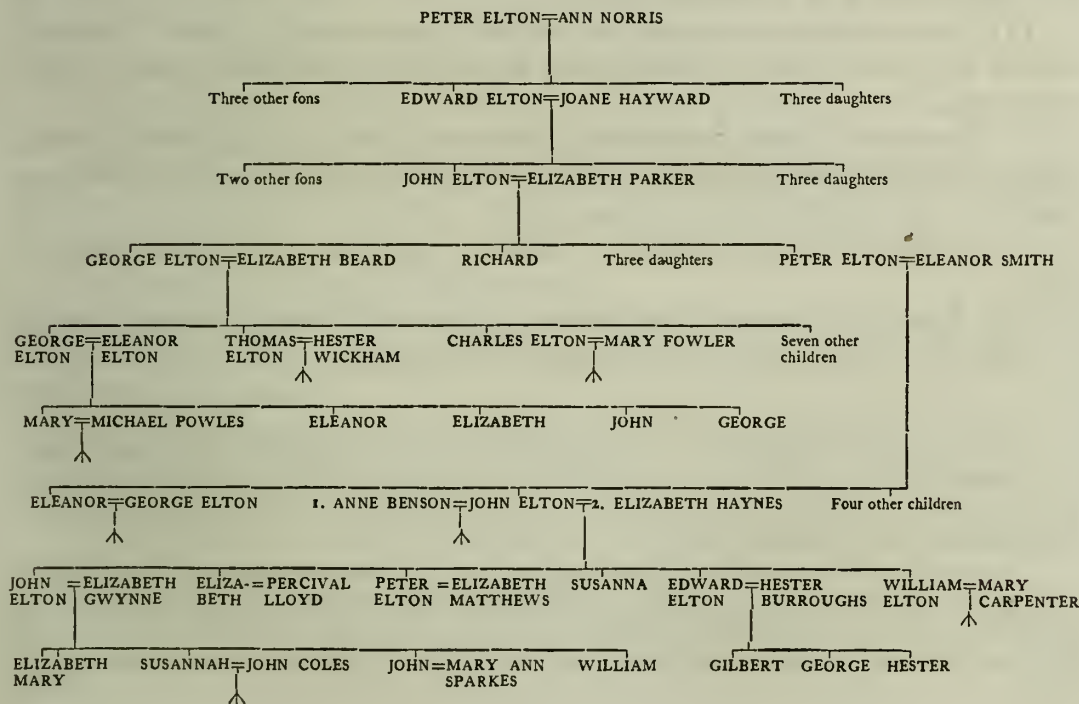 PETER ELTON=ANN NORRIS
Three other sons EDWARD ELTON=JOANE HAYWARD Three daughters
Two other sons JOHN ELTON=ELIZABETH PARKER Three daughters
GEORGE ELTON=ELIZABETH BEARD RICHARD Three daughters PETER ELTON=ELEANOR SMITH
GEORGE=ELEANOR THOMAS=HESTER CHARLES ELTON=MARY FOWLER Seven other
ELTON ELTON ELTON WICKHAM children
MARY=MICHAEL POWLES ELEANOR ELIZABETH JOHN GEORGE
ELEANOR=GEORGE ELTON 1. ANNE BENSON=JOHN ELTON=2. ELIZABETH HAYNES Four other children
JOHN =ELIZABETH ELIZA-=PERCIVAL PETER =ELIZABETH SUSANNA EDWARD=HESTER WILLIAM=MARY
ELTON GWYNNE BETH LLOYD ELTON MATTHEWS ELTON BURROUGHS ELTON CARPENTER
ELIZABETH SUSANNAH=JOHN COLES JOHN=MARY ANN WILLIAM GILBERT GEORGE HESTER
MARY SPARKES